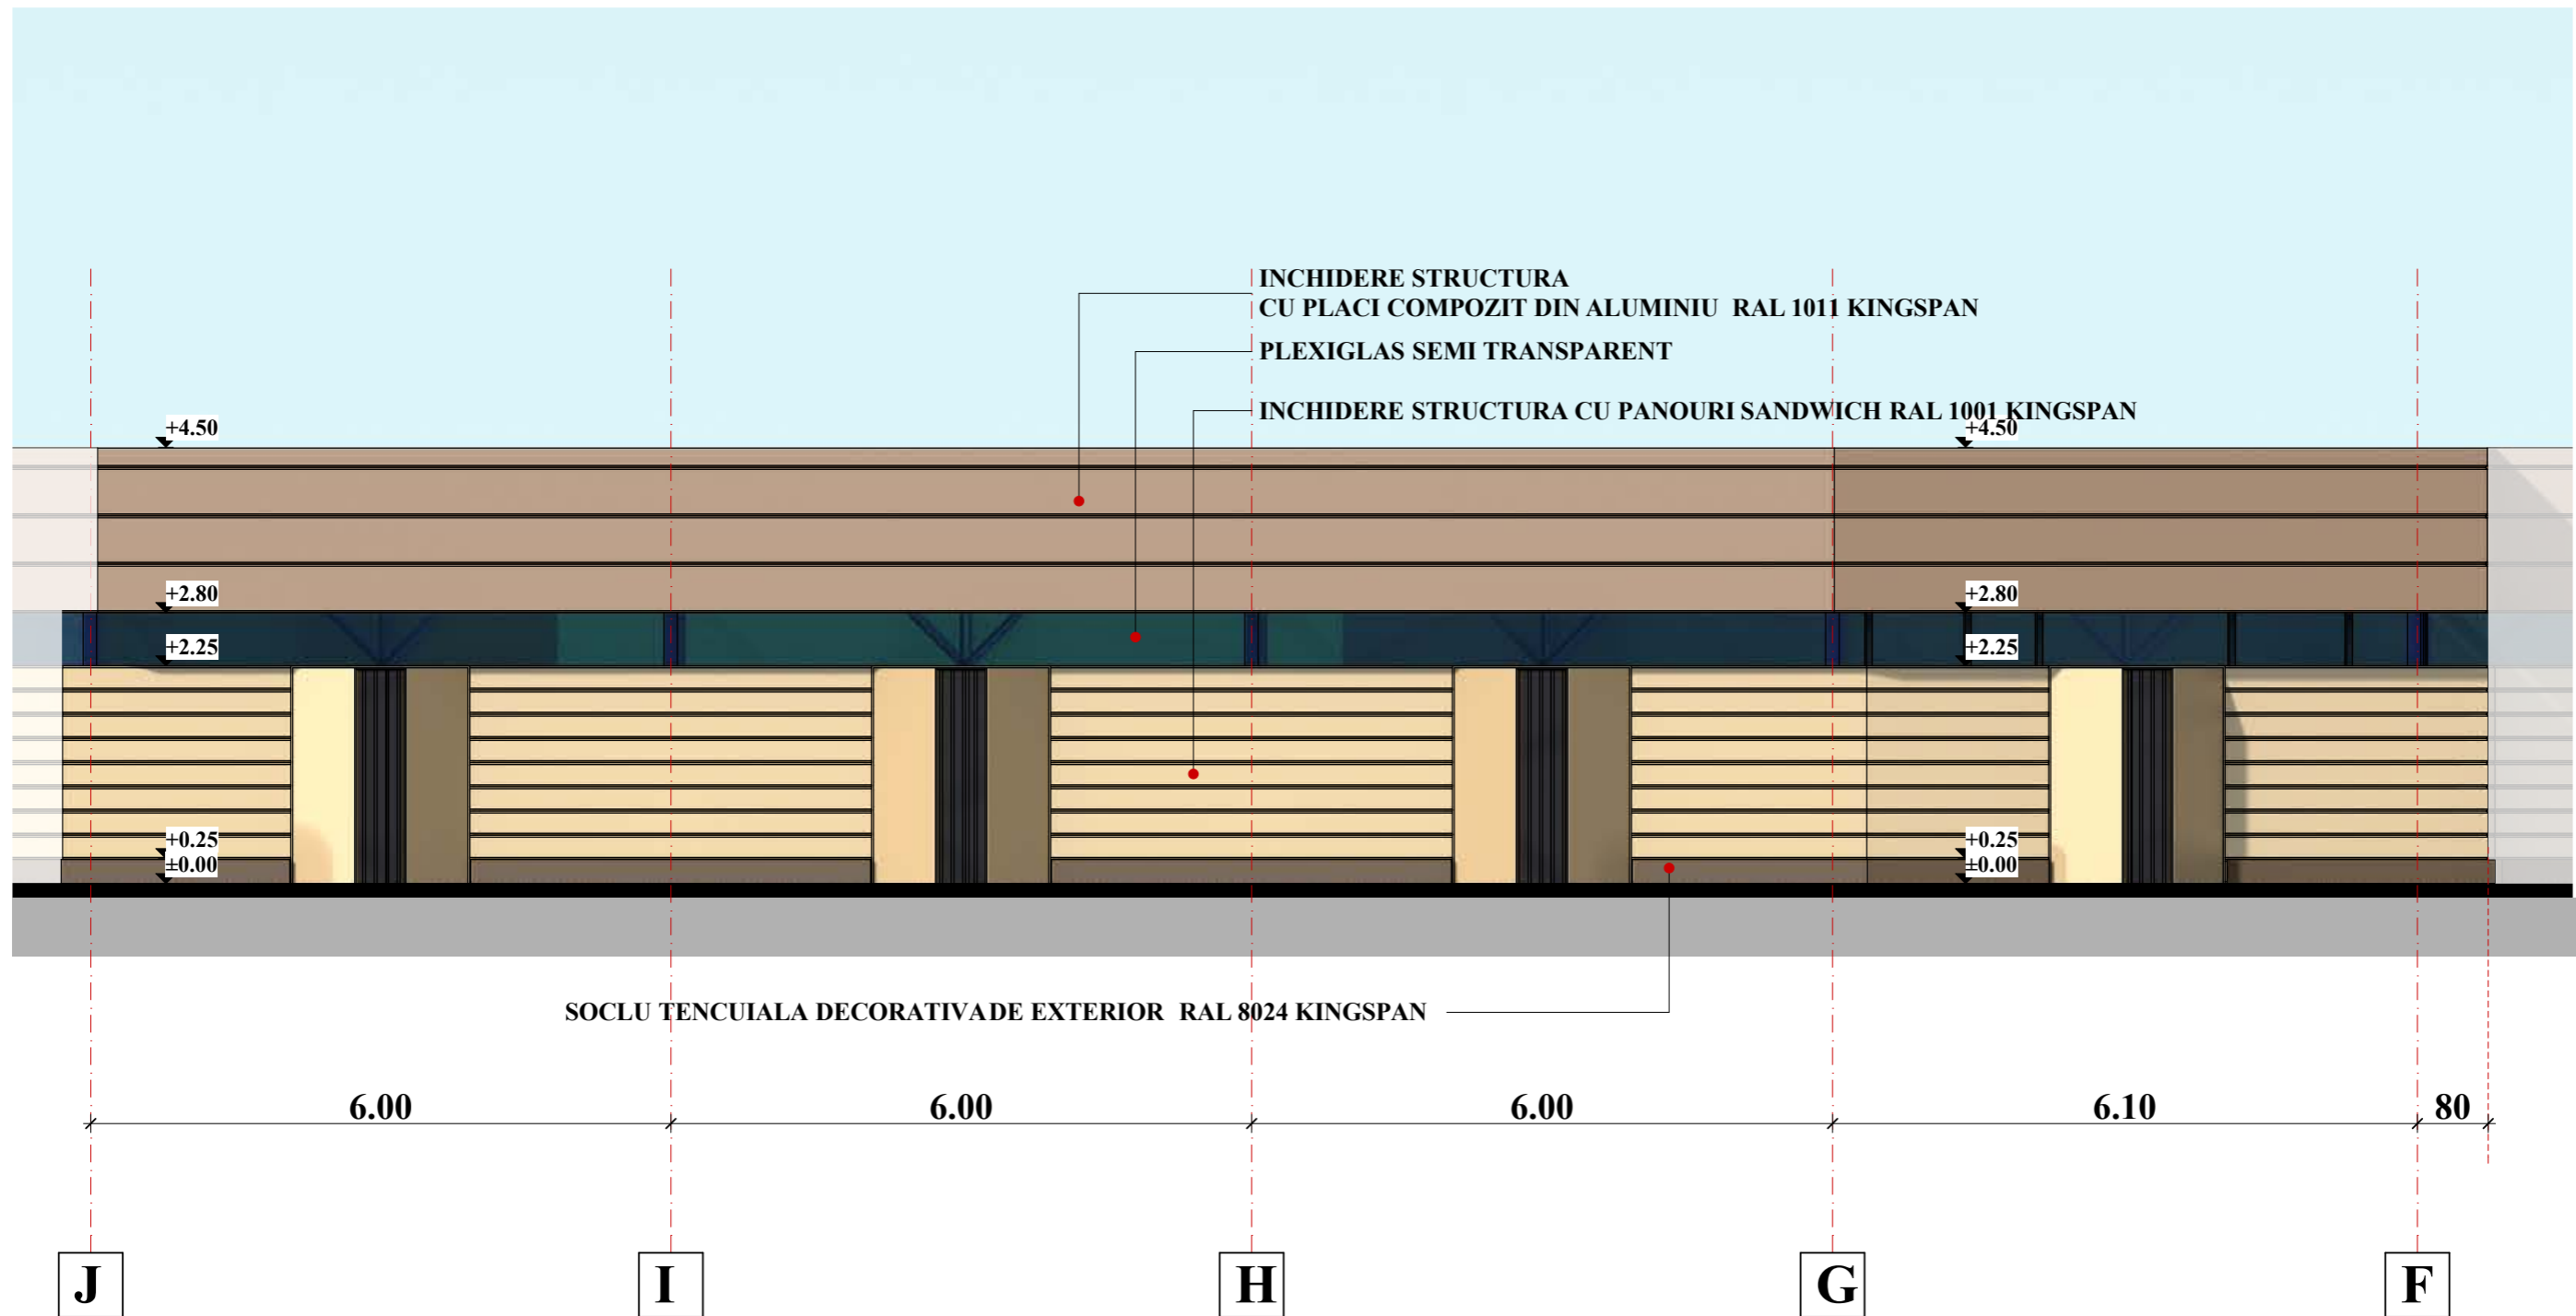 INCHIDERE STRUCTURA
CU PLACI COMPOZIT DIN ALUMINIU RAL 1011 KINGSPAN
PLEXIGLAS SEMI TRANSPARENT
INCHIDERE STRUCTURA CU PANOURI SANDWICH RAL 1001 KINGSPAN
+4.50 +4.50
+2.80 +2.80
+2.25 +2.25
+0.25 +0.25
±0.00 ±0.00
SOCLU TENCUIALA DECORATIVA DE EXTERIOR RAL 8024 KINGSPAN
6.00 6.00 6.00 6.10 80
J I H G F